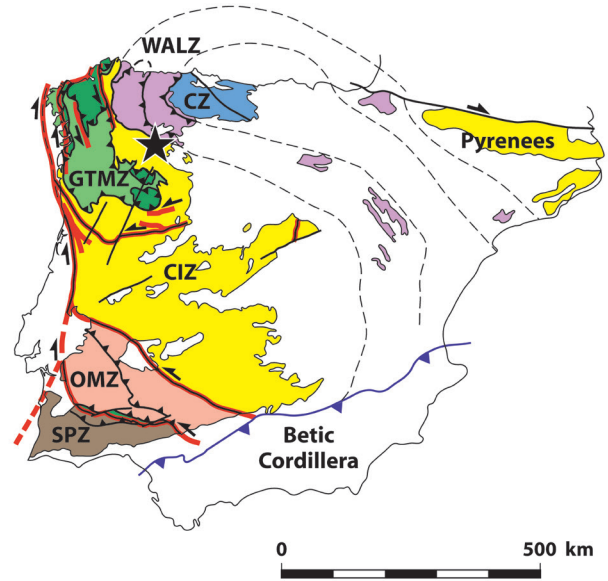 WALZ
CZ
Pyrenees
GTMZ
CIZ
OMZ
SPZ
Betic
Cordillera
0 500 km